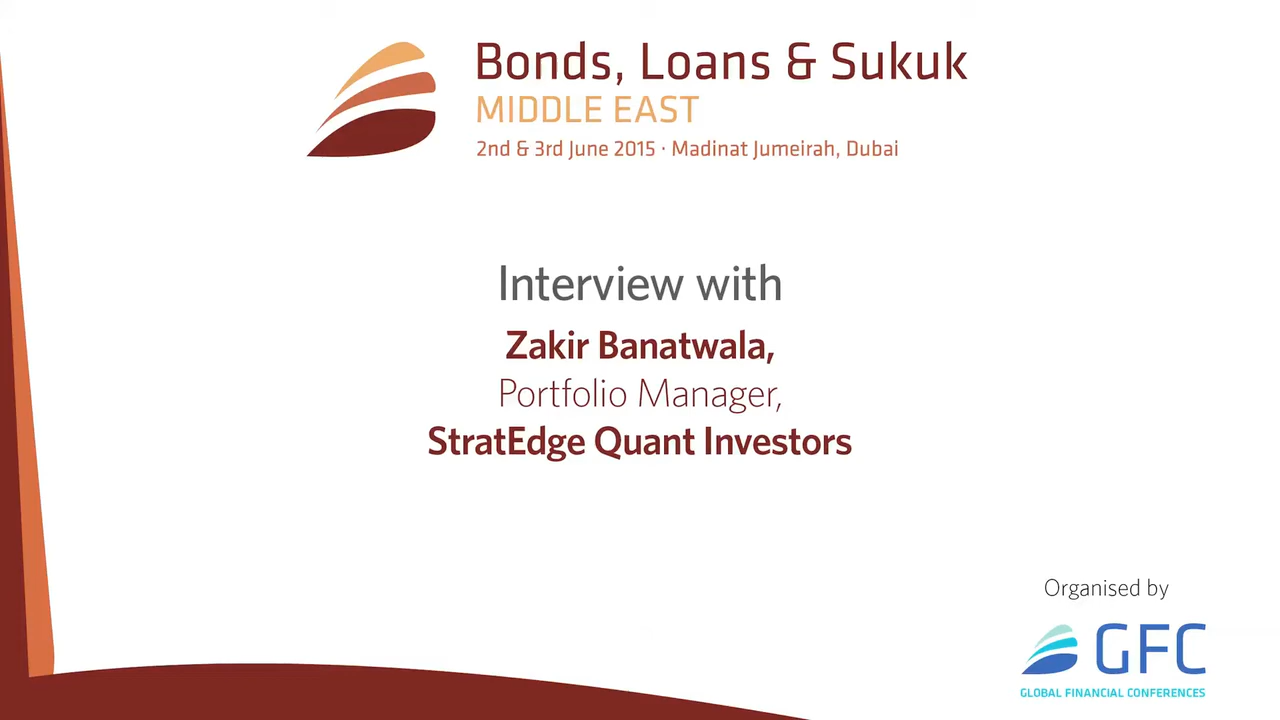 Bonds, Loans & Sukuk
MIDDLE EAST
2nd & 3rd June 2015 · Madinat Jumeirah, Dubai
Interview with
Zakir Banatwala,
Portfolio Manager,
StratEdge Quant Investors
Organised by
GFC
GLOBAL FINANCIAL CONFERENCES